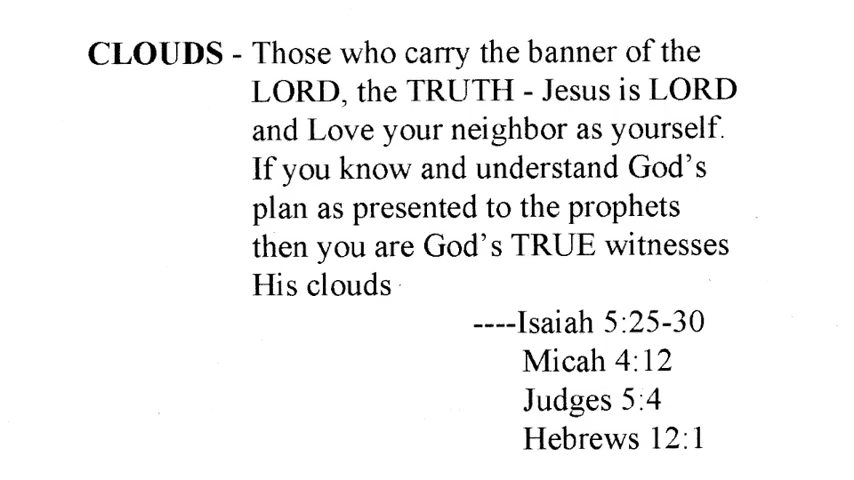 CLOUDS - Those who carry the banner of the
LORD, the TRUTH - Jesus is LORD
and Love your neighbor as yourself.
If you know and understand God's
plan as presented to the prophets
then you are God's TRUE witnesses
His clouds
----Isaiah 5:25-30
Micah 4:12
Judges 5:4
Hebrews 12:1